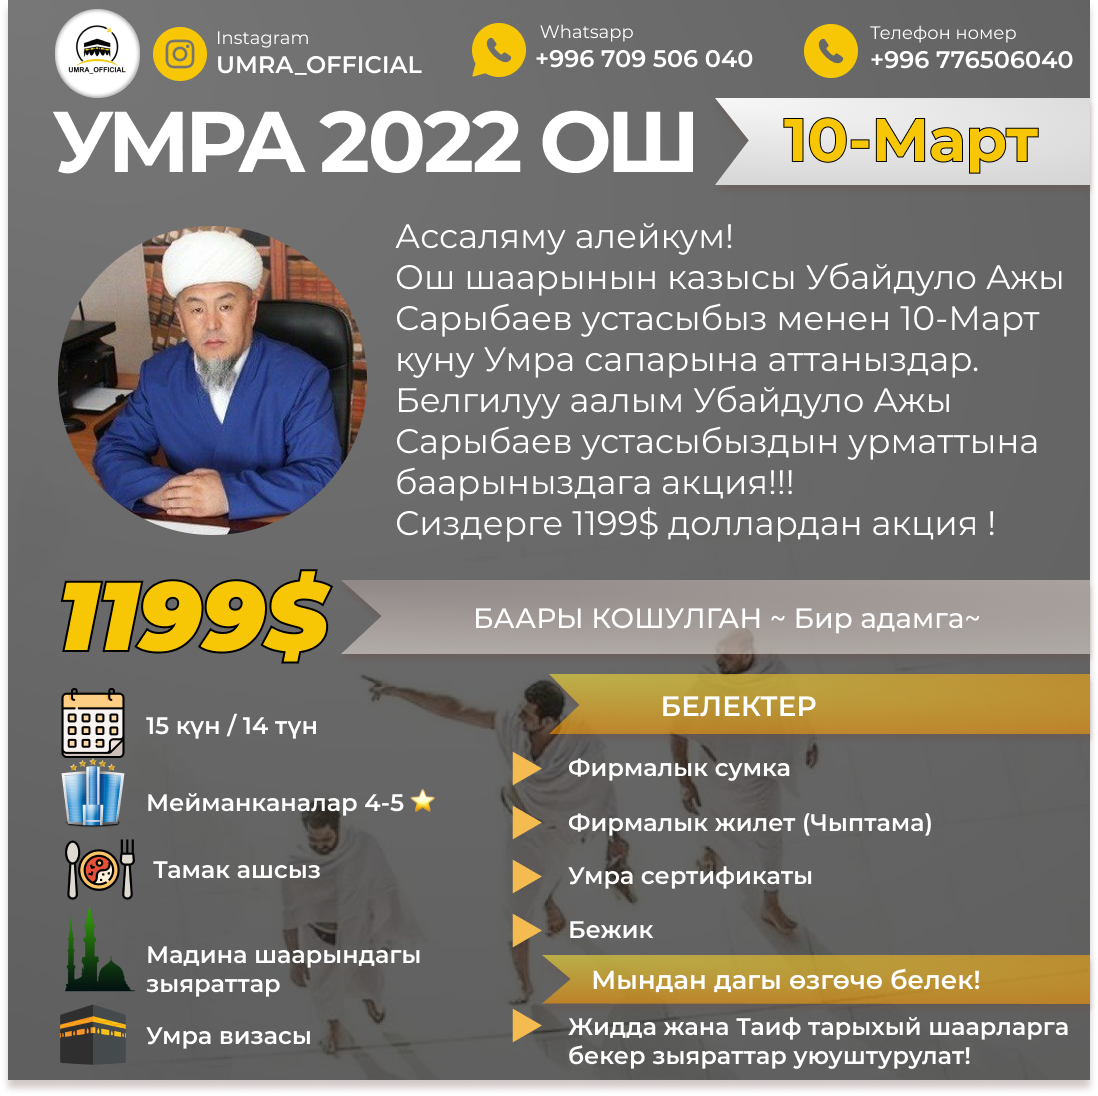 UMRA_OFFICIAL
Instagram
UMRA_OFFICIAL
Whatsapp
+996 709 506 040
Телефон номер
+996 776506040
УМРА 2022 ОШ
10-Март
Ассаляму алейкум!
Ош шаарынын казысы Убайдуло Ажы
Сарыбаев устасыбыз менен 10-Март
куну Умра сапарына аттаныздар.
Белгилуу аалым Убайдуло Ажы
Сарыбаев устасыбыздын урматтына
баарыныздага акция!!!
Сиздерге 1199$ доллардан акция !
1199$
БААРЫ КОШУЛГАН ~ Бир адамга~
15 күн / 14 түн
Мейманканалар 4-5
Тамак ашсыз
Мадина шаарындагы
зыяраттар
Умра визасы
БЕЛЕКТЕР
Фирмалык сумка
Фирмалык жилет (Чыптама)
Умра сертификаты
Бежик
Мындан дагы өзгөчө белек!
Жидда жана Таиф тарыхый шаарларга
бекер зыяраттар уюуштурулат!